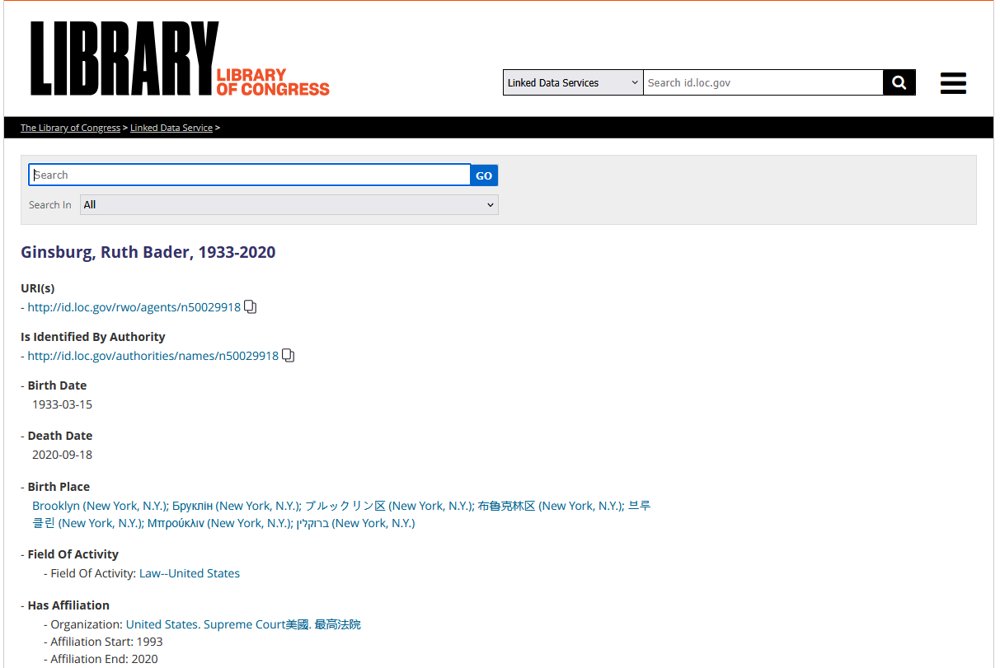 LIBRARY
LIBRARY
OF CONGRESS
Linked Data Services
Search id.loc.gov
The Library of Congress > Linked Data Service >
Search
GO
Search In
All
Ginsburg, Ruth Bader, 1933-2020
URI(s)
- http://id.loc.gov/rwo/agents/n50029918
Is Identified By Authority
- http://id.loc.gov/authorities/names/n50029918
- Birth Date
1933-03-15
- Death Date
2020-09-18
- Birth Place
Brooklyn (New York, N.Y.); Бруклін (New York, N.Y.); ブルックリン区 (New York, N.Y.); 布鲁克林区 (New York, N.Y.); 브루
클린 (New York, N.Y.); Μπρούκλιν (New York, N.Y.); ברוקלין (New York, N.Y.)
- Field Of Activity
- Field Of Activity: Law--United States
- Has Affiliation
- Organization: United States. Supreme Court美國. 最高法院
- Affiliation Start: 1993
- Affiliation End: 2020